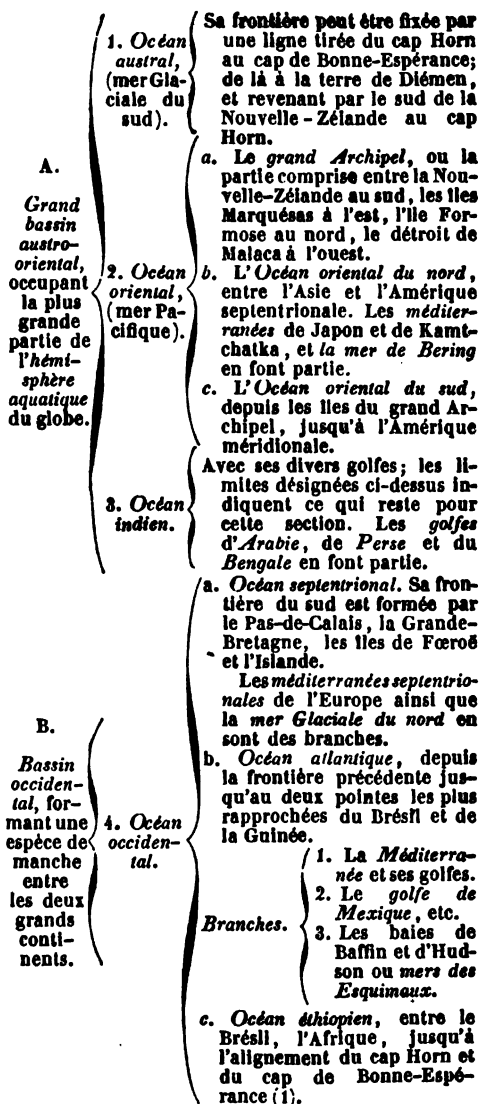 A.
Grand
bassin
austro-
oriental,
occupant
la plus
grande
partie de
l'hémi-
sphère
aquatique
du globe.
1. Océan
austral,
(mer Gla-
ciale du
sud).
Sa frontière peut être fixée par
une ligne tirée du cap Horn
au cap de Bonne-Espérance;
de là à la terre de Diémen,
et revenant par le sud de la
Nouvelle-Zélande au cap
Horn.
2. Océan
oriental,
(mer Pa-
cifique).
a. Le grand Archipel, ou la
partie comprise entre la Nou-
velle-Zélande au sud, les îles
Marquésas à l'est, l'île For-
mose au nord, le détroit de
Malaca à l'ouest.
b. L'Océan oriental du nord,
entre l'Asie et l'Amérique
septentrionale. Les méditer-
ranées de Japon et de Kamt-
chatka, et la mer de Bering
en font partie.
c. L'Océan oriental du sud,
depuis les îles du grand Ar-
chipel, jusqu'à l'Amérique
méridionale.
3. Océan
indien.
Avec ses divers golfes; les li-
mites désignées ci-dessus in-
diquent ce qui reste pour
cette section. Les golfes
d'Arabie, de Perse et du
Bengale en font partie.
B.
Bassin
occiden-
tal, for-
mant une
espèce de
manche
entre
les deux
grands
conti-
nents.
4. Océan
occiden-
tal.
a. Océan septentrional. Sa fron-
tière du sud est formée par
le Pas-de-Calais, la Grande-
Bretagne, les îles de Fœroë
et l'Islande.
Les méditerranées septentrio-
nales de l'Europe ainsi que
la mer Glaciale du nord en
sont des branches.
b. Océan atlantique, depuis
la frontière précédente jus-
qu'au deux pointes les plus
rapprochées du Brésil et de
la Guinée.
Branches.
1. La Méditerra-
née et ses golfes.
2. Le golfe de
Mexique, etc.
3. Les baies de
Baffin et d'Hud-
son ou mers des
Esquimaux.
c. Océan éthiopien, entre le
Brésil, l'Afrique, jusqu'à
l'alignement du cap Horn et
du cap de Bonne-Espé-
rance (1).